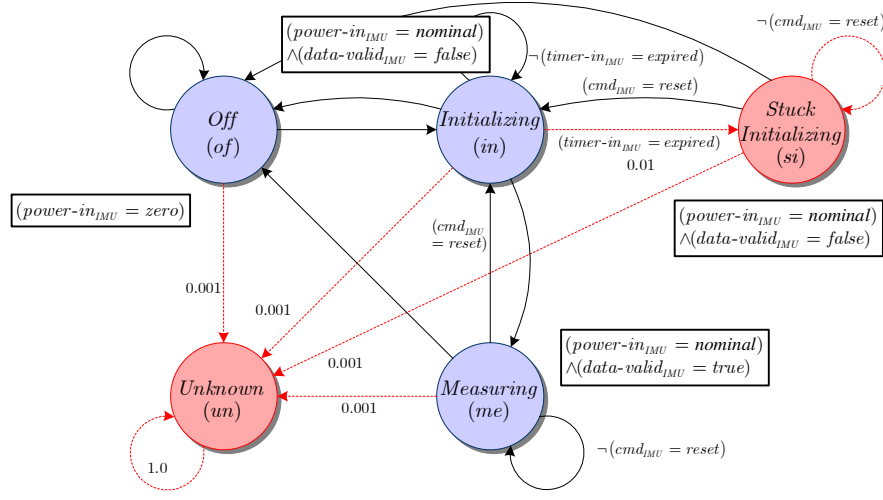 (power-in_IMU = nominal)
∧(data-valid_IMU = false)
¬(cmd_IMU = reset)
¬(timer-in_IMU = expired)
(cmd_IMU = reset)
Off
(of)
Initializing
(in)
Stuck
Initializing
(si)
(timer-in_IMU = expired)
0.01
(power-in_IMU = zero)
(power-in_IMU = nominal)
∧(data-valid_IMU = false)
(cmd_IMU
= reset)
0.001
0.001
0.001
(power-in_IMU = nominal)
∧(data-valid_IMU = true)
Unknown
(un)
0.001
Measuring
(me)
1.0
¬(cmd_IMU = reset)